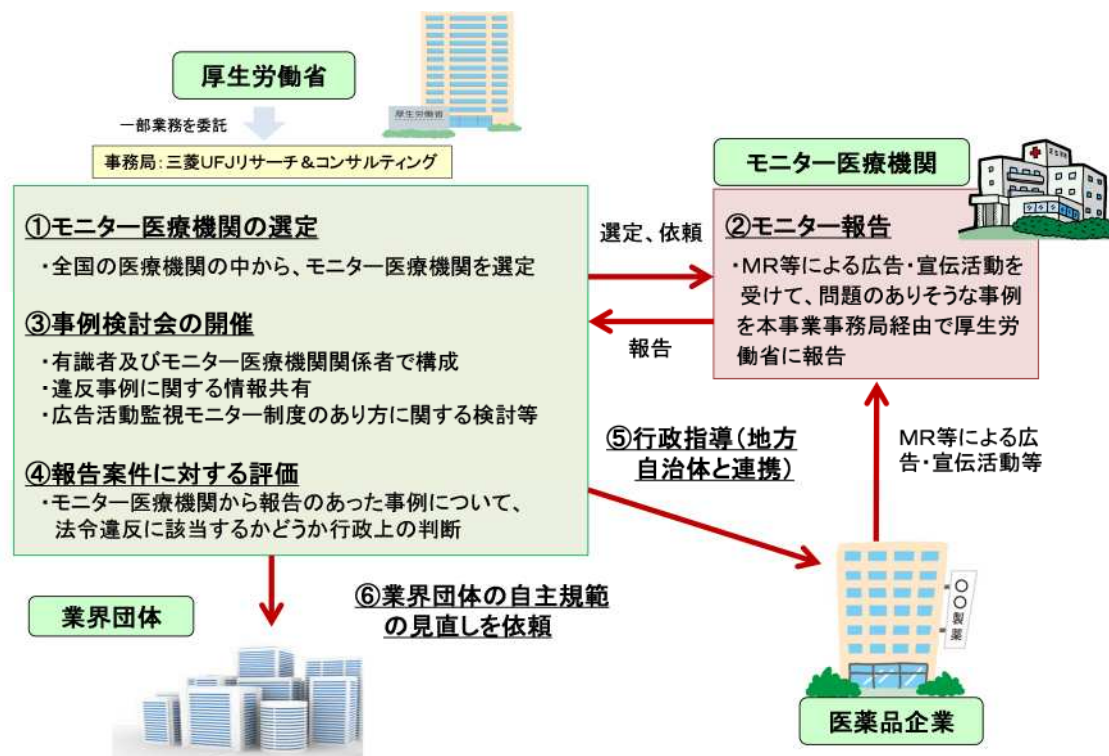 厚生労働省
厚生労働省
一部業務を委託
事務局：三菱UFJリサーチ＆コンサルティング
①モニター医療機関の選定
・全国の医療機関の中から、モニター医療機関を選定
③事例検討会の開催
・有識者及びモニター医療機関関係者で構成
・違反事例に関する情報共有
・広告活動監視モニター制度のあり方に関する検討等
④報告案件に対する評価
・モニター医療機関から報告のあった事例について、
法令違反に該当するかどうか行政上の判断
選定、依頼
報告
モニター医療機関
②モニター報告
・ＭＲ等による広告・宣伝活動を
受けて、問題のありそうな事例
を本事業事務局経由で厚生労
働省に報告
⑤行政指導（地方
自治体と連携）
ＭＲ等による広
告・宣伝活動等
⑥業界団体の自主規範
の見直しを依頼
業界団体
〇〇製薬
医薬品企業